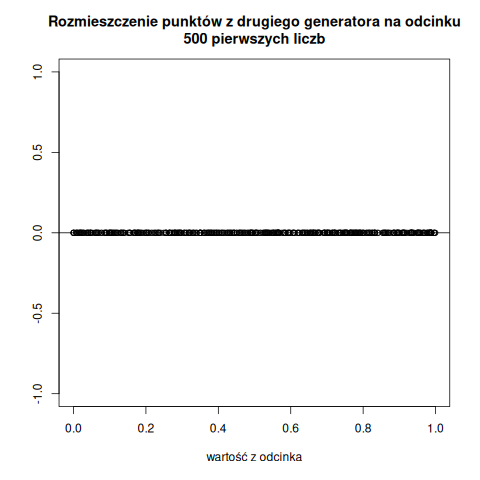 Rozmieszczenie punktów z drugiego generatora na odcinku
500 pierwszych liczb
1.0
0.5
0.0
-0.5
-1.0
0.0 0.2 0.4 0.6 0.8 1.0
wartość z odcinka